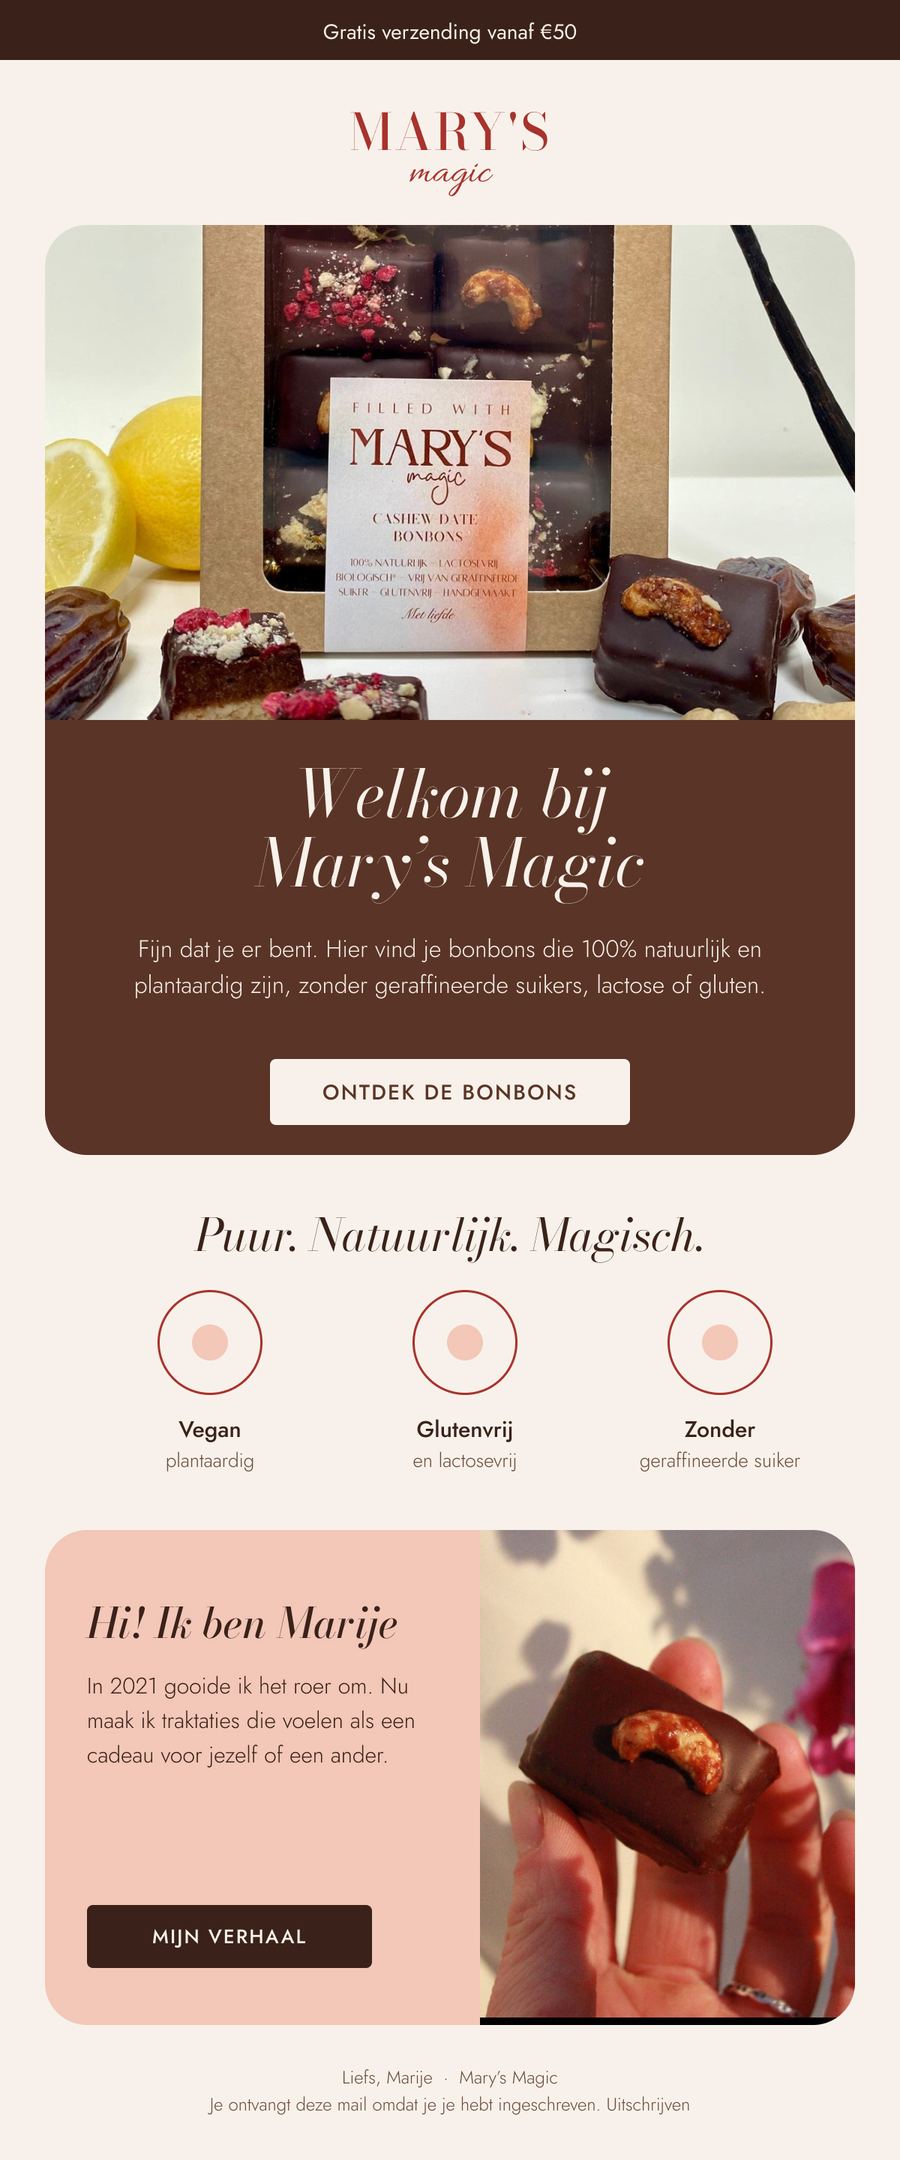 Gratis verzending vanaf €50
MARY'S
magic
FILLED WITH
MARY'S
magic
CASHEW-DATE
BONBONS
100% NATUURLIJK – LACTOSEVRIJ
BIOLOGISCH* – VRIJ VAN GERAFFINEERDE
SUIKER – GLUTENVRIJ – HANDGEMAAKT
Met liefde
Welkom bij
Mary’s Magic
Fijn dat je er bent. Hier vind je bonbons die 100% natuurlijk en
plantaardig zijn, zonder geraffineerde suikers, lactose of gluten.
ONTDEK DE BONBONS
Puur. Natuurlijk. Magisch.
Vegan
plantaardig
Glutenvrij
en lactosevrij
Zonder
geraffineerde suiker
Hi! Ik ben Marije
In 2021 gooide ik het roer om. Nu
maak ik traktaties die voelen als een
cadeau voor jezelf of een ander.
MIJN VERHAAL
Liefs, Marije · Mary’s Magic
Je ontvangt deze mail omdat je je hebt ingeschreven. Uitschrijven